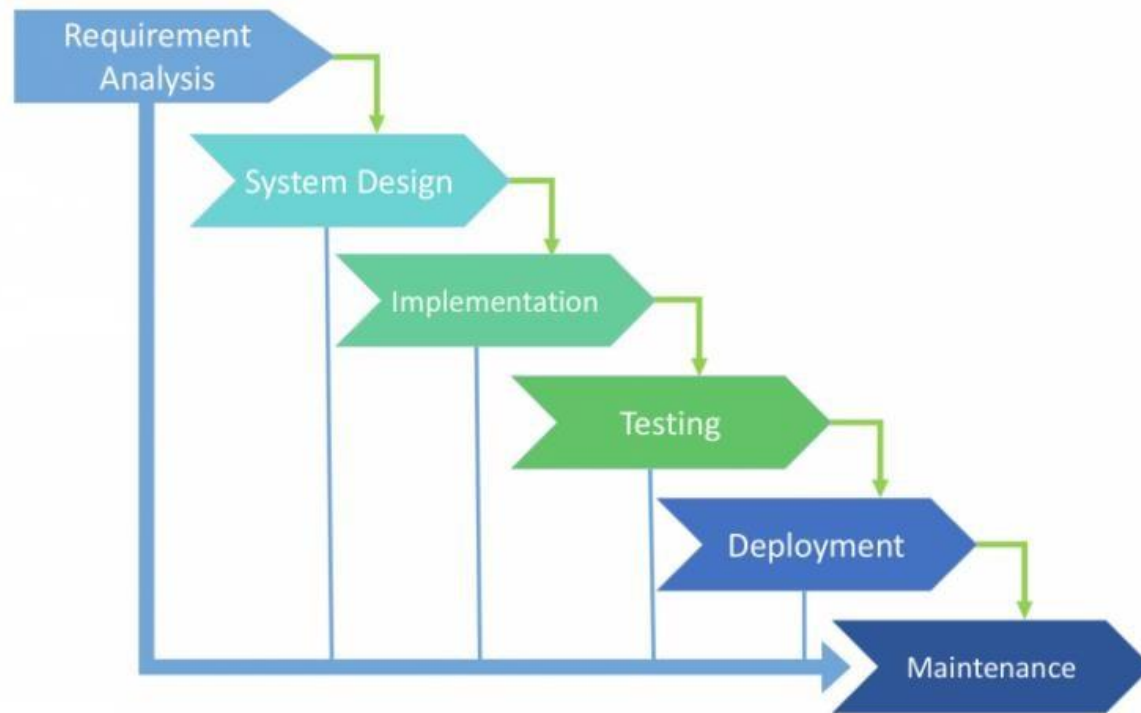 Requirement
Analysis
System Design
Implementation
Testing
Deployment
Maintenance